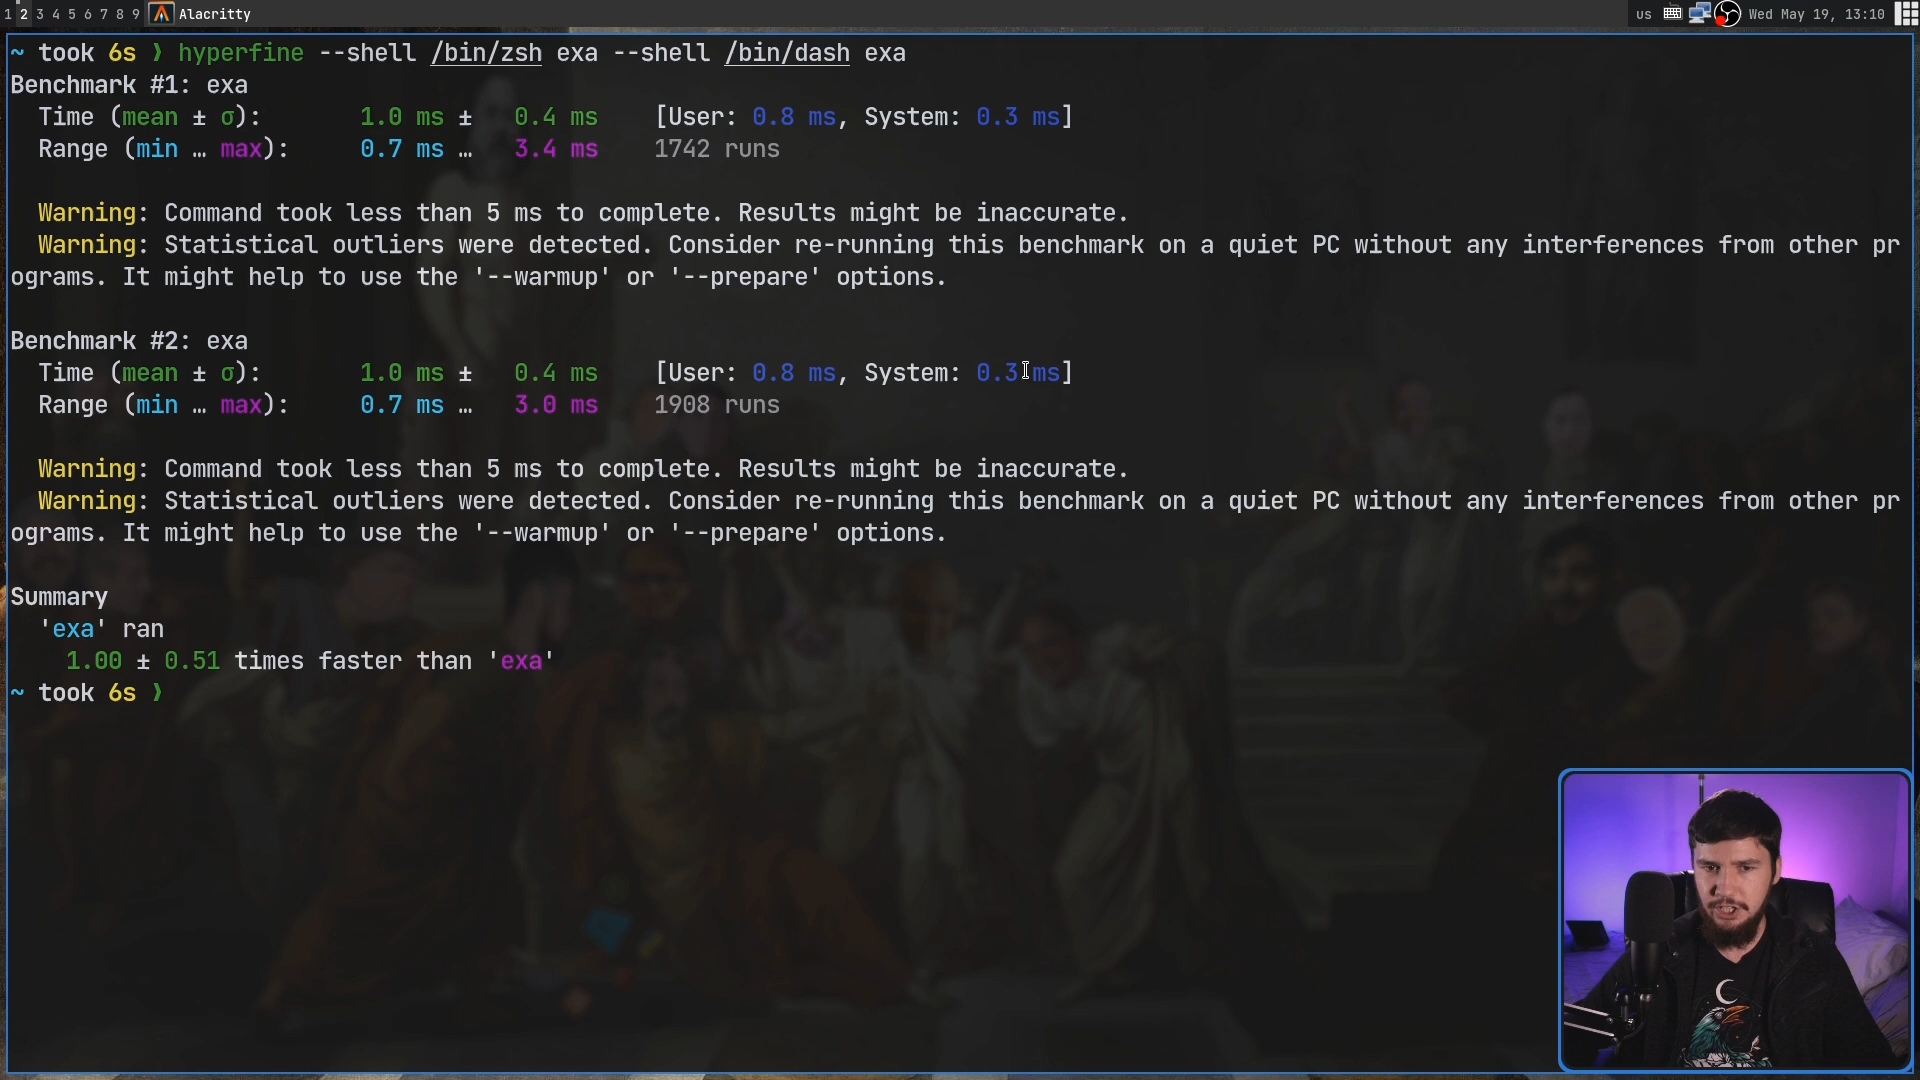 1 2 3 4 5 6 7 8 9 Alacritty us Wed May 19, 13:10
~ took 6s ❯ hyperfine --shell /bin/zsh exa --shell /bin/dash exa
Benchmark #1: exa
Time (mean ± σ): 1.0 ms ± 0.4 ms [User: 0.8 ms, System: 0.3 ms]
Range (min … max): 0.7 ms … 3.4 ms 1742 runs
Warning: Command took less than 5 ms to complete. Results might be inaccurate.
Warning: Statistical outliers were detected. Consider re-running this benchmark on a quiet PC without any interferences from other pr
ograms. It might help to use the '--warmup' or '--prepare' options.
Benchmark #2: exa
Time (mean ± σ): 1.0 ms ± 0.4 ms [User: 0.8 ms, System: 0.3 ms]
Range (min … max): 0.7 ms … 3.0 ms 1908 runs
Warning: Command took less than 5 ms to complete. Results might be inaccurate.
Warning: Statistical outliers were detected. Consider re-running this benchmark on a quiet PC without any interferences from other pr
ograms. It might help to use the '--warmup' or '--prepare' options.
Summary
'exa' ran
1.00 ± 0.51 times faster than 'exa'
~ took 6s ❯